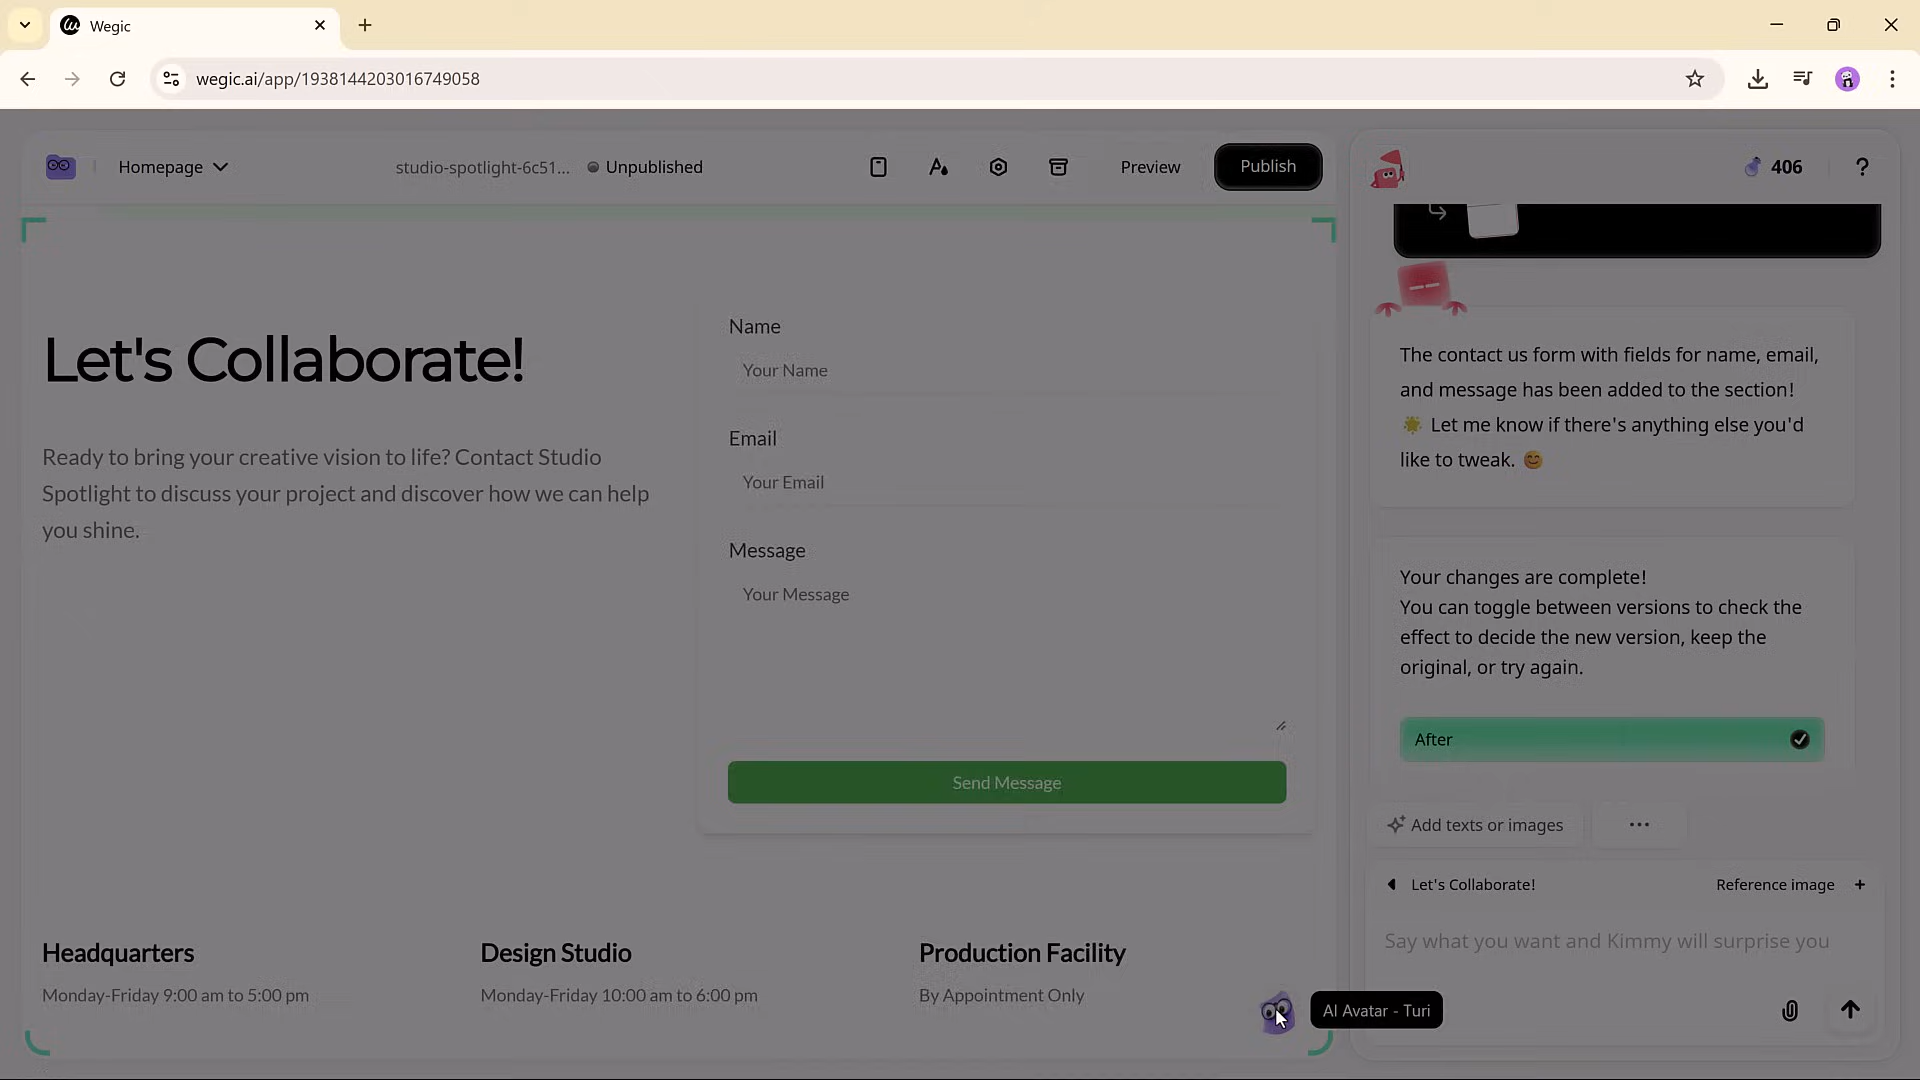 Wegic
wegic.ai/app/1938144203016749058
Homepage
studio-spotlight-6c51...
Unpublished
Preview
Publish
406
?
Let's Collaborate!
Ready to bring your creative vision to life? Contact Studio
Spotlight to discuss your project and discover how we can help
you shine.
Name
Your Name
Email
Your Email
Message
Your Message
Send Message
Headquarters
Monday-Friday 9:00 am to 5:00 pm
Design Studio
Monday-Friday 10:00 am to 6:00 pm
Production Facility
By Appointment Only
AI Avatar - Turi
The contact us form with fields for name, email,
and message has been added to the section!
🌟 Let me know if there's anything else you'd
like to tweak. 😊
Your changes are complete!
You can toggle between versions to check the
effect to decide the new version, keep the
original, or try again.
After
Add texts or images
Let's Collaborate!
Reference image +
Say what you want and Kimmy will surprise you